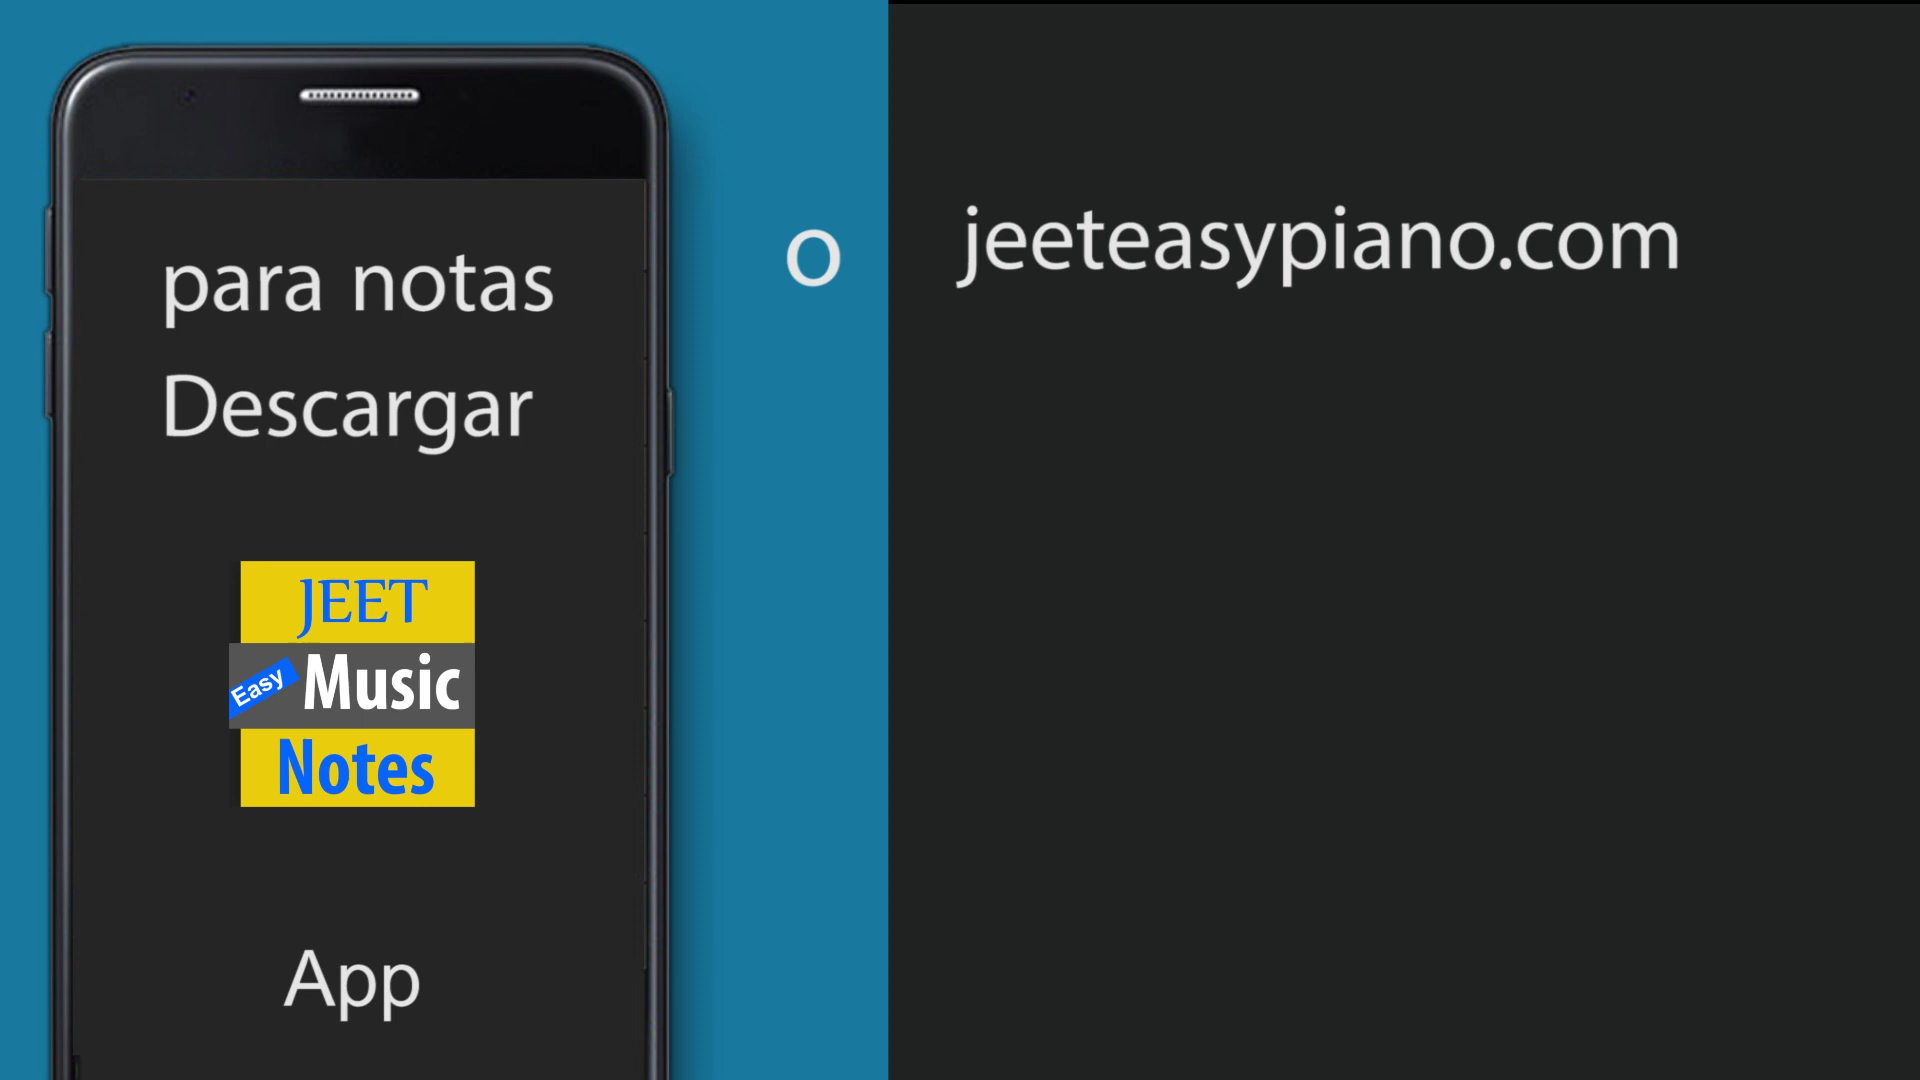 para notas
Descargar
JEET
Easy Music
Notes
App
o
jeeteasypiano.com